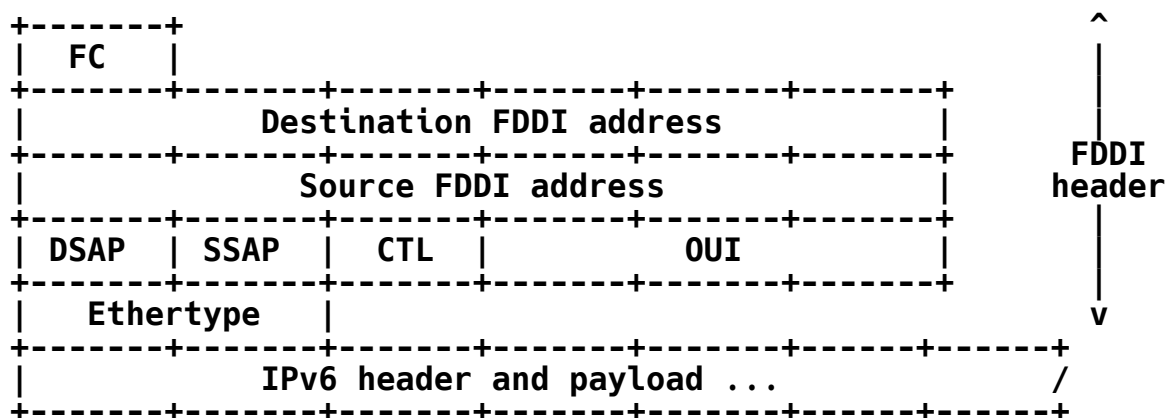 +-------+                                                ^
|  FC   |                                                |
+-------+-------+-------+-------+-------+-------+        |
|            Destination FDDI address           |        |
+-------+-------+-------+-------+-------+-------+       FDDI
|              Source FDDI address              |      header
+-------+-------+-------+-------+-------+-------+        |
| DSAP  | SSAP  |  CTL  |          OUI          |        |
+-------+-------+-------+-------+-------+-------+        |
|   Ethertype   |                                        v
+-------+-------+-------+-------+-------+------+------+
|            IPv6 header and payload ...              /
+-------+-------+-------+-------+-------+------+------+